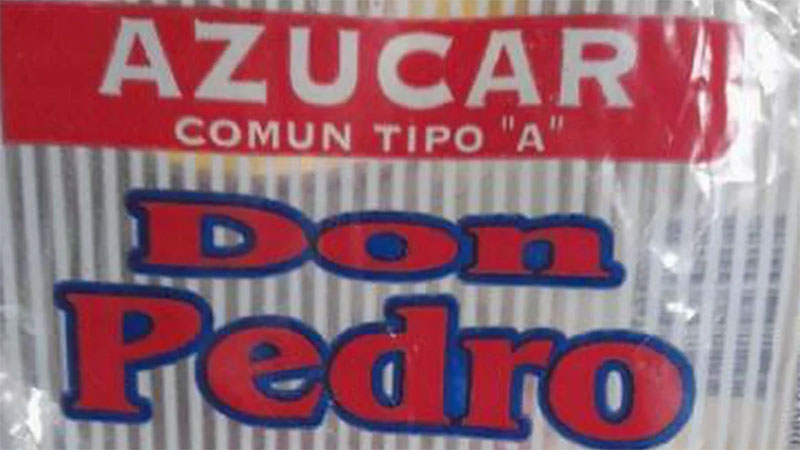 AZUCAR
COMUN TIPO "A"
Don
Pedro